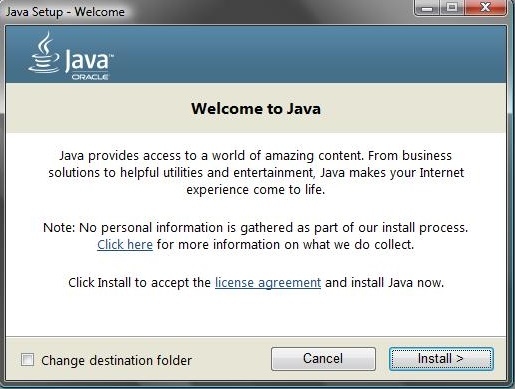 Java Setup - Welcome
Java™
ORACLE
Welcome to Java
Java provides access to a world of amazing content. From business
solutions to helpful utilities and entertainment, Java makes your Internet
experience come to life.
Note: No personal information is gathered as part of our install process.
Click here for more information on what we do collect.
Click Install to accept the license agreement and install Java now.
Change destination folder
Cancel
Install >